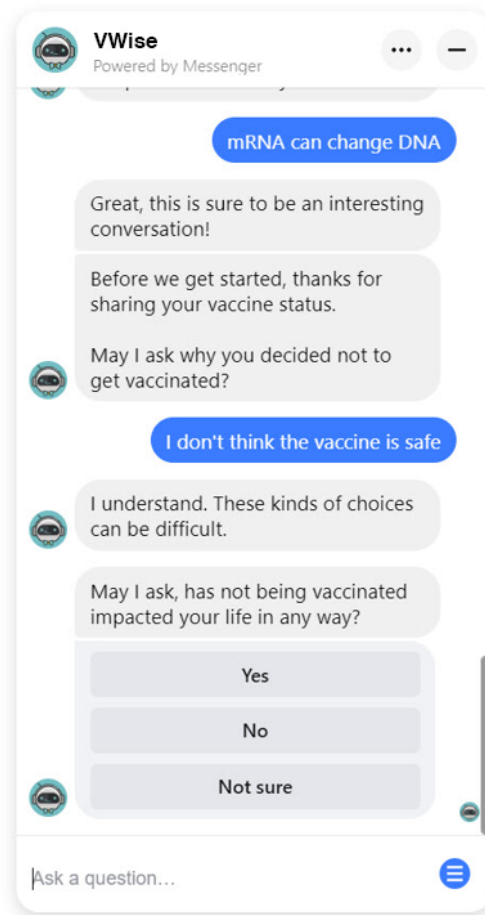 VWise
Powered by Messenger
mRNA can change DNA
Great, this is sure to be an interesting
conversation!
Before we get started, thanks for
sharing your vaccine status.
May I ask why you decided not to
get vaccinated?
I don't think the vaccine is safe
I understand. These kinds of choices
can be difficult.
May I ask, has not being vaccinated
impacted your life in any way?
Yes
No
Not sure
Ask a question...